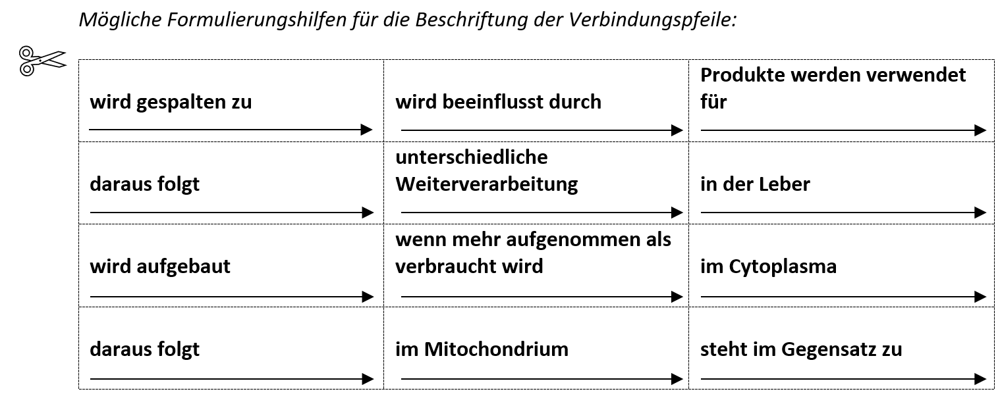 Mögliche Formulierungshilfen für die Beschriftung der Verbindungspfeile:
wird gespalten zu
wird beeinflusst durch
Produkte werden verwendet
für
daraus folgt
unterschiedliche
Weiterverarbeitung
in der Leber
wird aufgebaut
wenn mehr aufgenommen als
verbraucht wird
im Cytoplasma
daraus folgt
im Mitochondrium
steht im Gegensatz zu